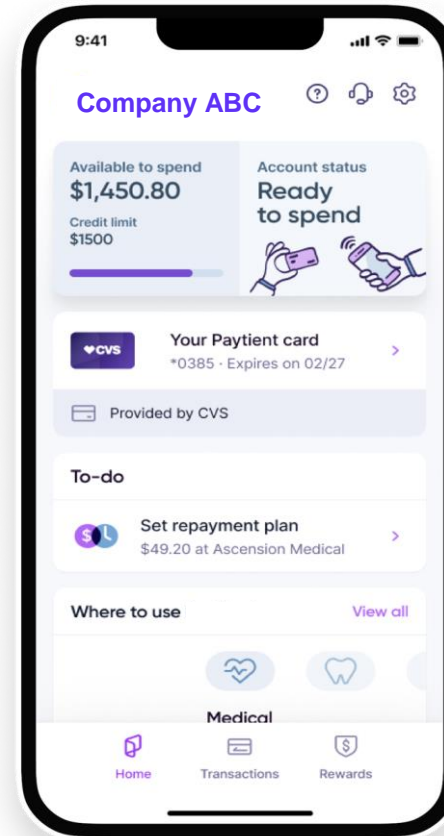 9:41
Company ABC
Available to spend
$1,450.80
Credit limit
$1500
Account status
Ready
to spend
CVS
Your Paytient card
*0385 · Expires on 02/27
Provided by CVS
To-do
$
Set repayment plan
$49.20 at Ascension Medical
Where to use
View all
Medical
Home
Transactions
$
Rewards